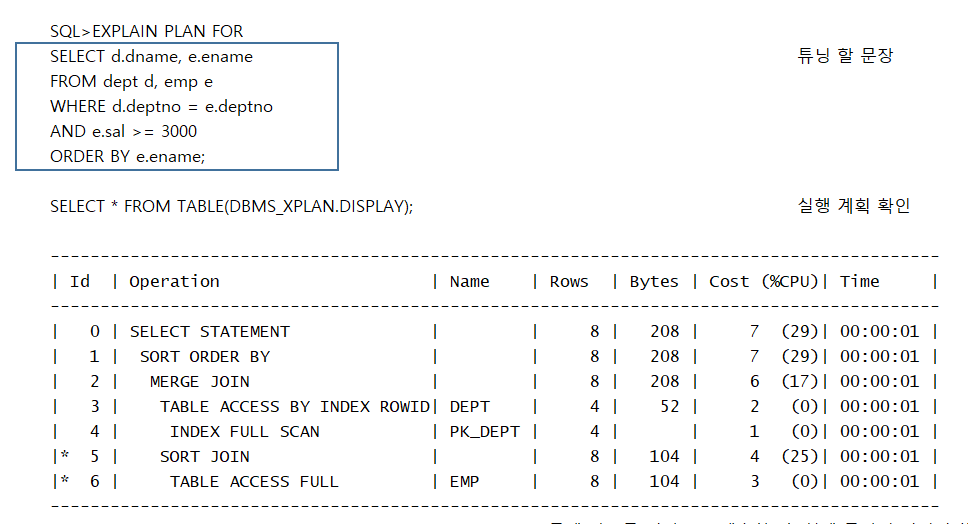 SQL>EXPLAIN PLAN FOR
SELECT d.dname, e.ename 튜닝 할 문장
FROM dept d, emp e
WHERE d.deptno = e.deptno
AND e.sal >= 3000
ORDER BY e.ename;
SELECT * FROM TABLE(DBMS_XPLAN.DISPLAY); 실행 계획 확인
-----------------------------------------------------------------------------------------
| Id  | Operation                     | Name    | Rows  | Bytes | Cost (%CPU)| Time     |
-----------------------------------------------------------------------------------------
|   0 | SELECT STATEMENT              |         |     8 |   208 |     7  (29)| 00:00:01 |
|   1 |  SORT ORDER BY                |         |     8 |   208 |     7  (29)| 00:00:01 |
|   2 |   MERGE JOIN                  |         |     8 |   208 |     6  (17)| 00:00:01 |
|   3 |    TABLE ACCESS BY INDEX ROWID| DEPT    |     4 |    52 |     2   (0)| 00:00:01 |
|   4 |     INDEX FULL SCAN           | PK_DEPT |     4 |       |     1   (0)| 00:00:01 |
|*  5 |    SORT JOIN                  |         |     8 |   104 |     4  (25)| 00:00:01 |
|*  6 |     TABLE ACCESS FULL         | EMP     |     8 |   104 |     3   (0)| 00:00:01 |
-----------------------------------------------------------------------------------------